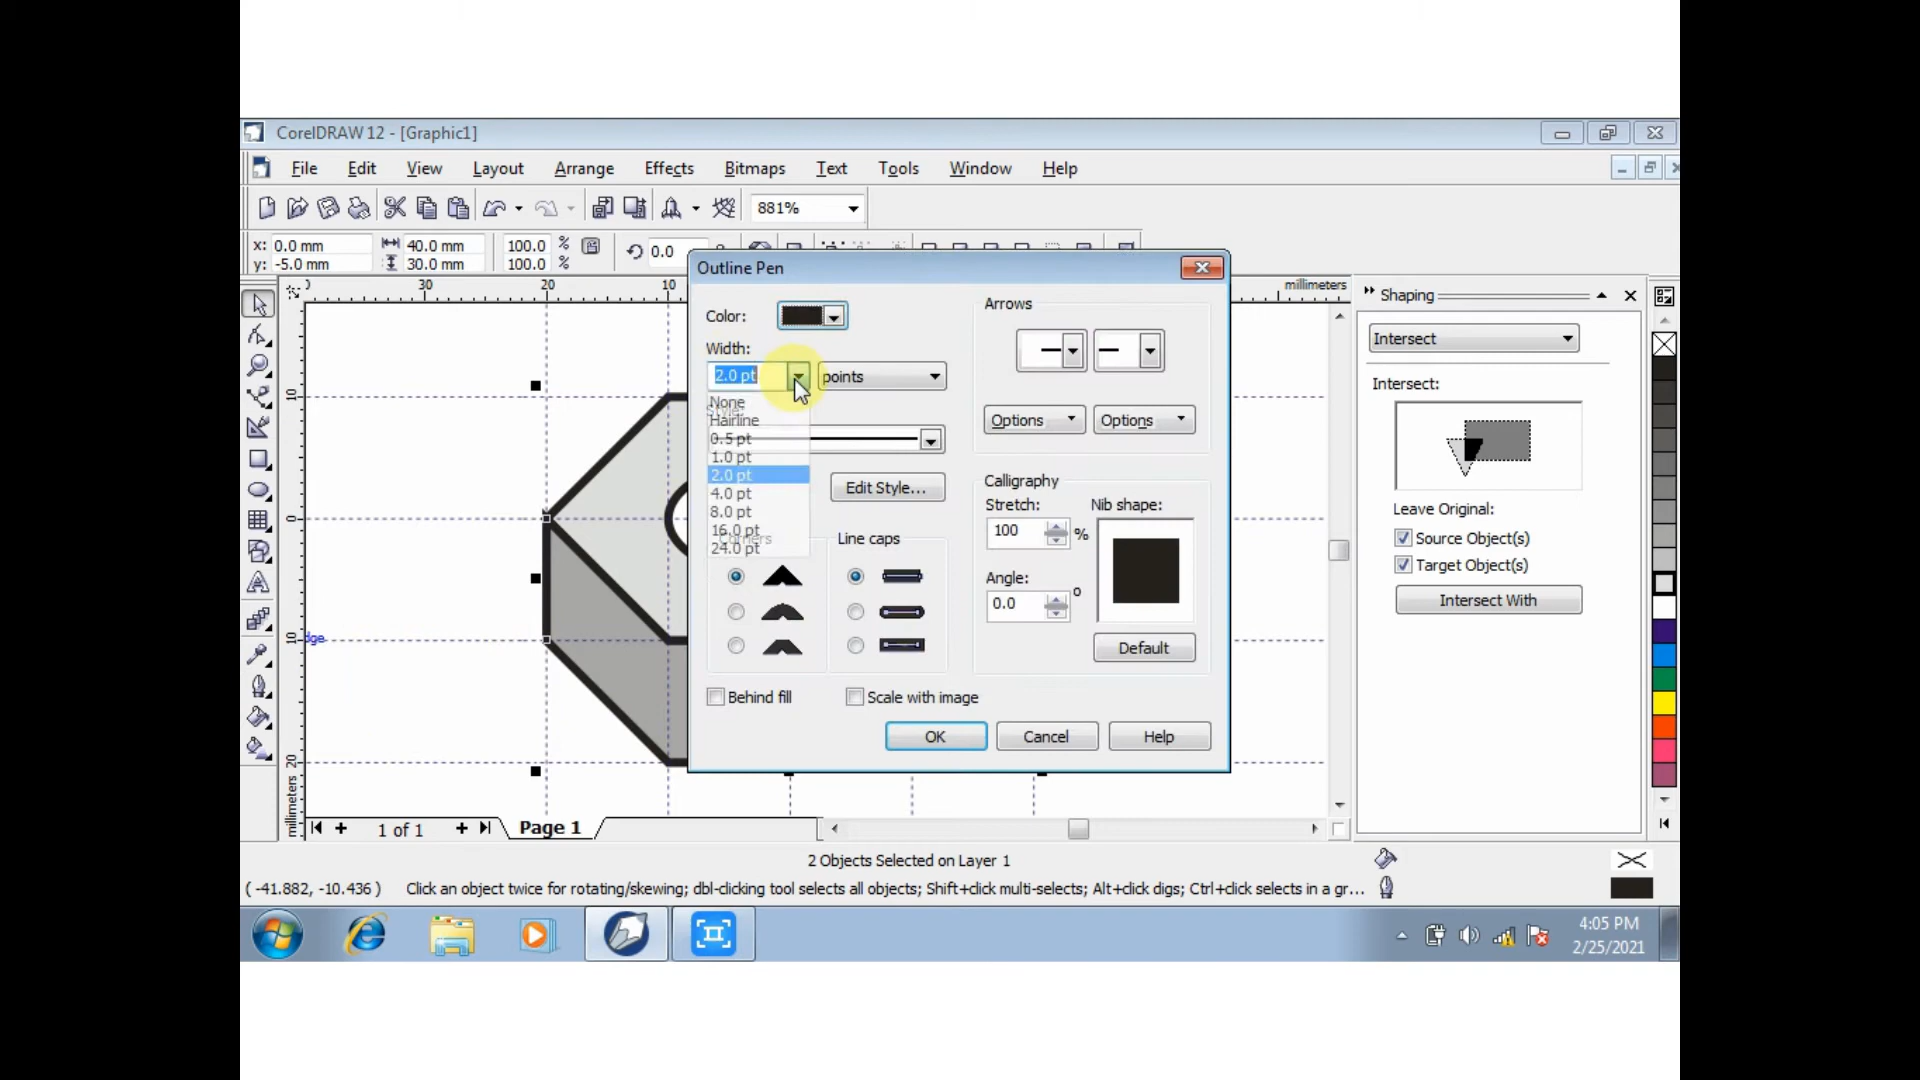 CorelDRAW 12 - [Graphic1]
File Edit View Layout Arrange Effects Bitmaps Text Tools Window Help
881%
x: 0.0 mm 40.0 mm 100.0 % 0.0
y: -5.0 mm 30.0 mm 100.0 %
30 20 10 millimeters
10
0
10
20
millimeters
dge
Outline Pen
Color:
Width:
2.0 pt points
None
Style:
Hairline
0.5 pt
1.0 pt
2.0 pt
4.0 pt
8.0 pt
16.0 pt
24.0 pt
Edit Style...
Corners Line caps
Behind fill Scale with image
Arrows
Options Options
Calligraphy
Stretch: Nib shape:
100 %
Angle:
0.0 o
Default
OK Cancel Help
Shaping
Intersect
Intersect:
Leave Original:
Source Object(s)
Target Object(s)
Intersect With
1 of 1 Page 1
2 Objects Selected on Layer 1
( -41.882, -10.436 ) Click an object twice for rotating/skewing; dbl-clicking tool selects all objects; Shift+click multi-selects; Alt+click digs; Ctrl+click selects in a gr...
4:05 PM
2/25/2021